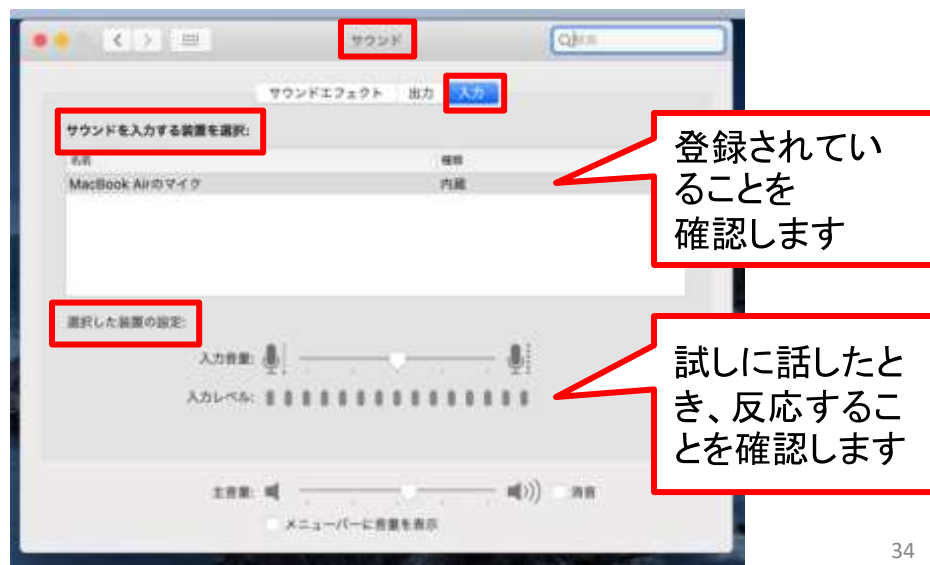 サウンド
検索
サウンドエフェクト 出力 入力
サウンドを入力する装置を選択:
名前 種類
MacBook Airのマイク 内蔵
登録されてい
ることを
確認します
選択した装置の設定:
入力音量:
入力レベル:
試しに話したと
き、反応するこ
とを確認します
主音量: 消音
メニューバーに音量を表示
34